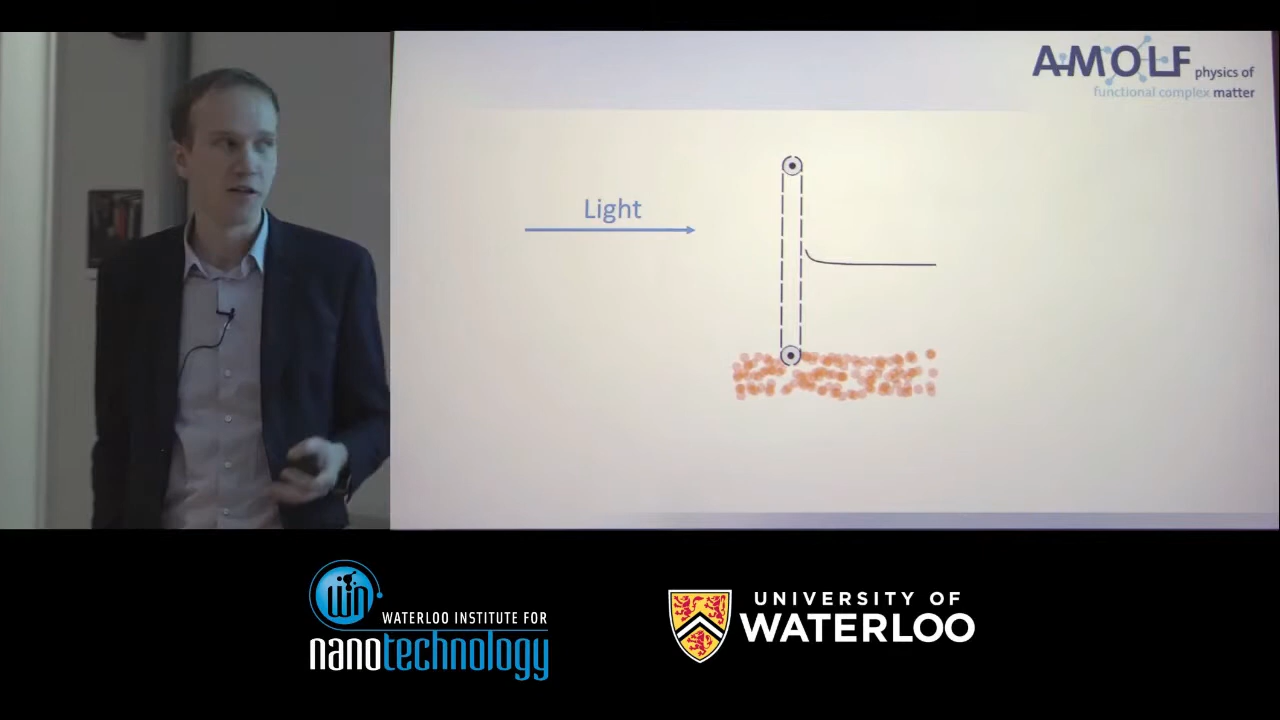 AMOLF physics of
functional complex matter
Light
WATERLOO INSTITUTE FOR
nanotechnology
UNIVERSITY OF
WATERLOO